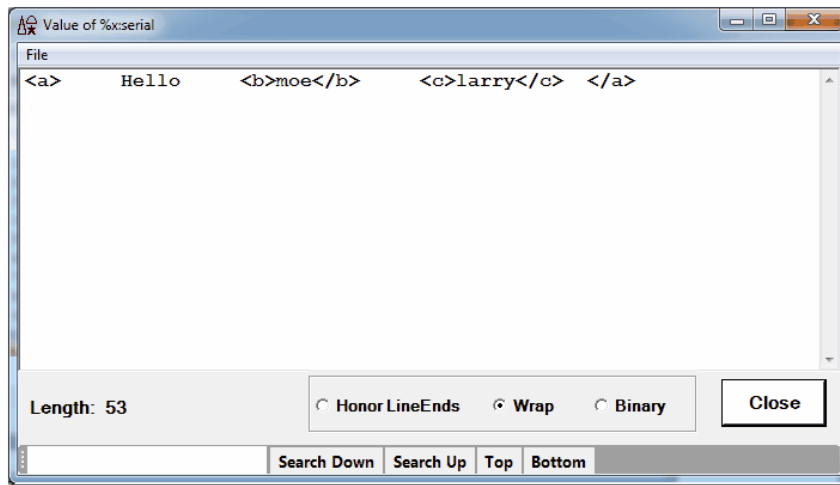 Value of %x:serial
File
<a>     Hello     <b>moe</b>     <c>larry</c>  </a>
Length: 53
Honor LineEnds
Wrap
Binary
Close
Search Down
Search Up
Top
Bottom